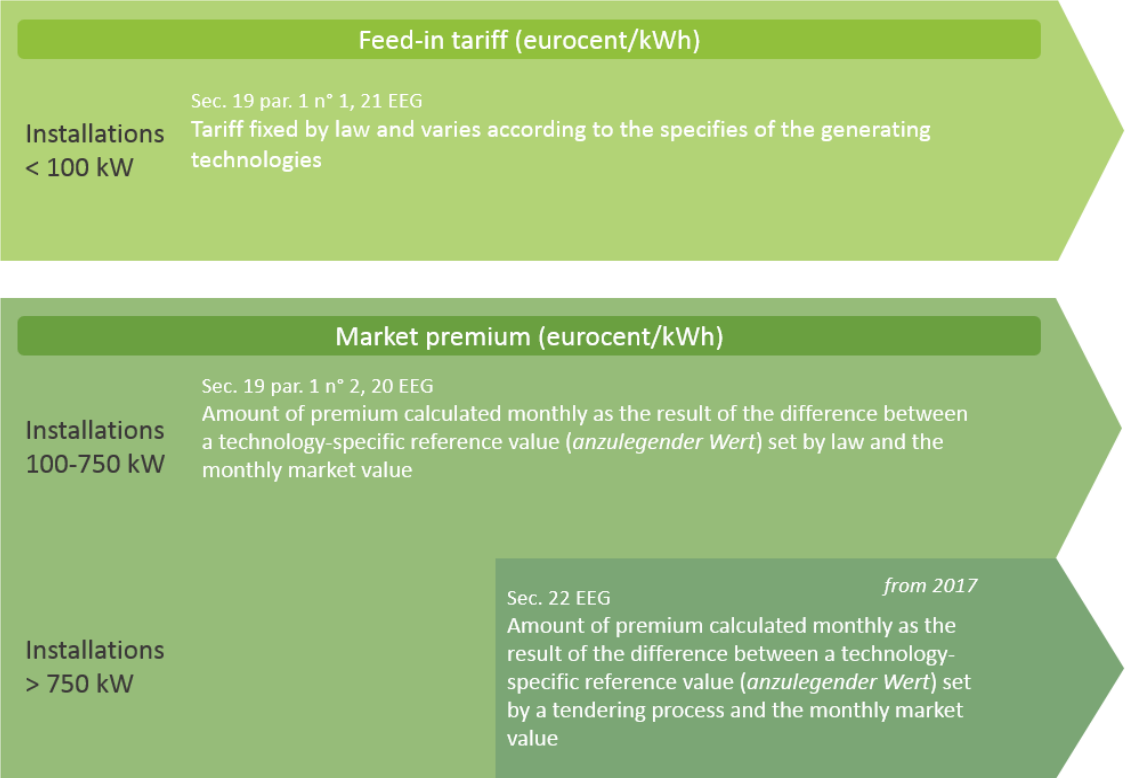 Feed-in tariff (eurocent/kWh)
Installations
< 100 kW
Sec. 19 par. 1 n° 1, 21 EEG
Tariff fixed by law and varies according to the specifies of the generating
technologies
Market premium (eurocent/kWh)
Installations
100-750 kW
Sec. 19 par. 1 n° 2, 20 EEG
Amount of premium calculated monthly as the result of the difference between
a technology-specific reference value (anzulegender Wert) set by law and the
monthly market value
Installations
> 750 kW
from 2017
Sec. 22 EEG
Amount of premium calculated monthly as the
result of the difference between a technology-
specific reference value (anzulegender Wert) set
by a tendering process and the monthly market
value